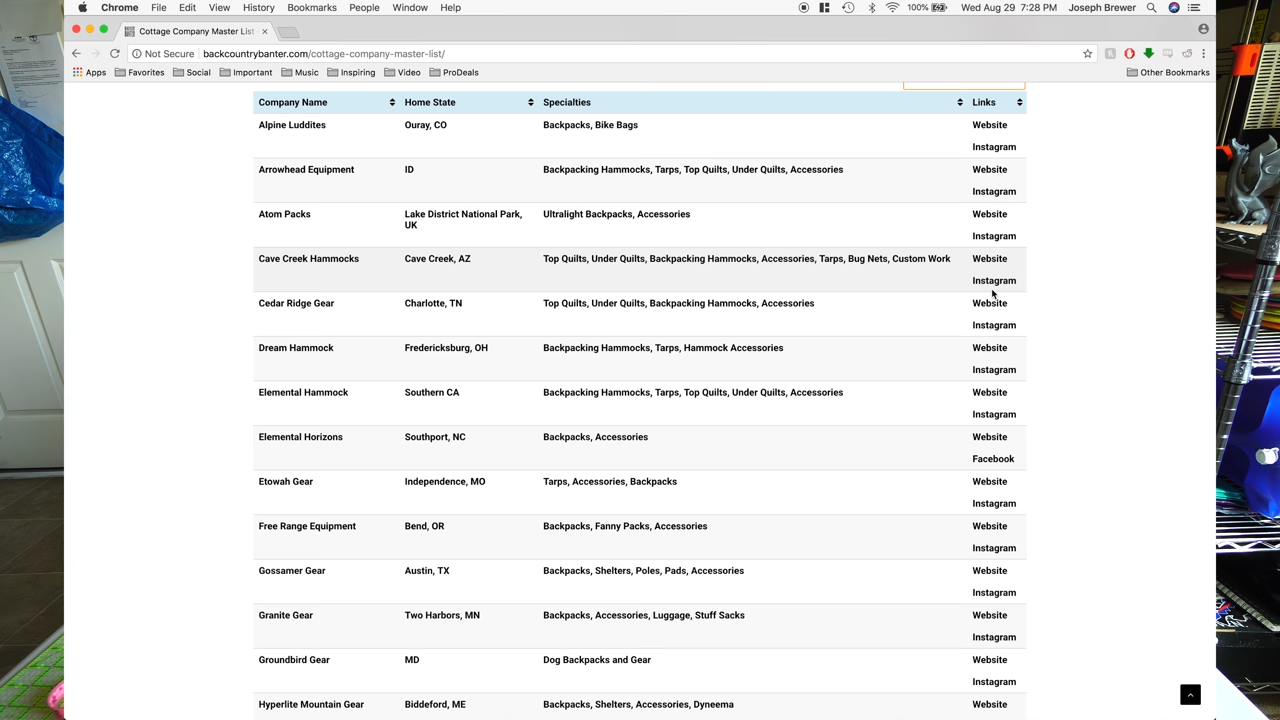 Chrome File Edit View History Bookmarks People Window Help 100% Wed Aug 29 7:28 PM Joseph Brewer
Cottage Company Master List
Not Secure backcountrybanter.com/cottage-company-master-list/
Apps Favorites Social Important Music Inspiring Video ProDeals Other Bookmarks
Company Name Home State Specialties Links
Alpine Luddites Ouray, CO Backpacks, Bike Bags Website
Instagram
Arrowhead Equipment ID Backpacking Hammocks, Tarps, Top Quilts, Under Quilts, Accessories Website
Instagram
Atom Packs Lake District National Park, Ultralight Backpacks, Accessories Website
UK
Instagram
Cave Creek Hammocks Cave Creek, AZ Top Quilts, Under Quilts, Backpacking Hammocks, Accessories, Tarps, Bug Nets, Custom Work Website
Instagram
Cedar Ridge Gear Charlotte, TN Top Quilts, Under Quilts, Backpacking Hammocks, Accessories Website
Instagram
Dream Hammock Fredericksburg, OH Backpacking Hammocks, Tarps, Hammock Accessories Website
Instagram
Elemental Hammock Southern CA Backpacking Hammocks, Tarps, Top Quilts, Under Quilts, Accessories Website
Instagram
Elemental Horizons Southport, NC Backpacks, Accessories Website
Facebook
Etowah Gear Independence, MO Tarps, Accessories, Backpacks Website
Instagram
Free Range Equipment Bend, OR Backpacks, Fanny Packs, Accessories Website
Instagram
Gossamer Gear Austin, TX Backpacks, Shelters, Poles, Pads, Accessories Website
Instagram
Granite Gear Two Harbors, MN Backpacks, Accessories, Luggage, Stuff Sacks Website
Instagram
Groundbird Gear MD Dog Backpacks and Gear Website
Instagram
Hyperlite Mountain Gear Biddeford, ME Backpacks, Shelters, Accessories, Dyneema Website